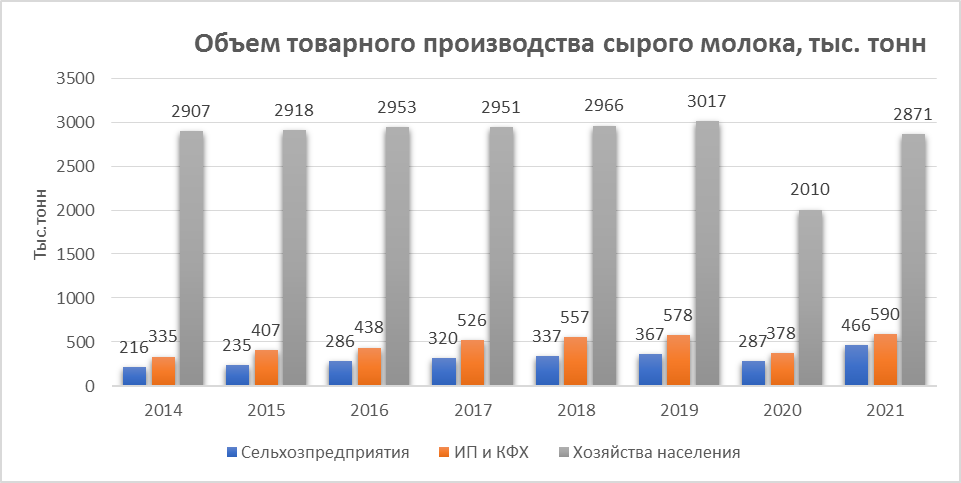 Объем товарного производства сырого молока, тыс. тонн
Тыс.тонн
3500
3000
2500
2000
1500
1000
500
0
216 335 2907
235 407 2918
286 438 2953
320 526 2951
337 557 2966
367 578 3017
287 378 2010
466 590 2871
2014 2015 2016 2017 2018 2019 2020 2021
Сельхозпредприятия ИП и КФХ Хозяйства населения